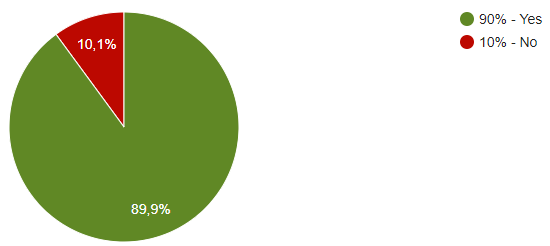 90% - Yes
10% - No
10,1%
89,9%